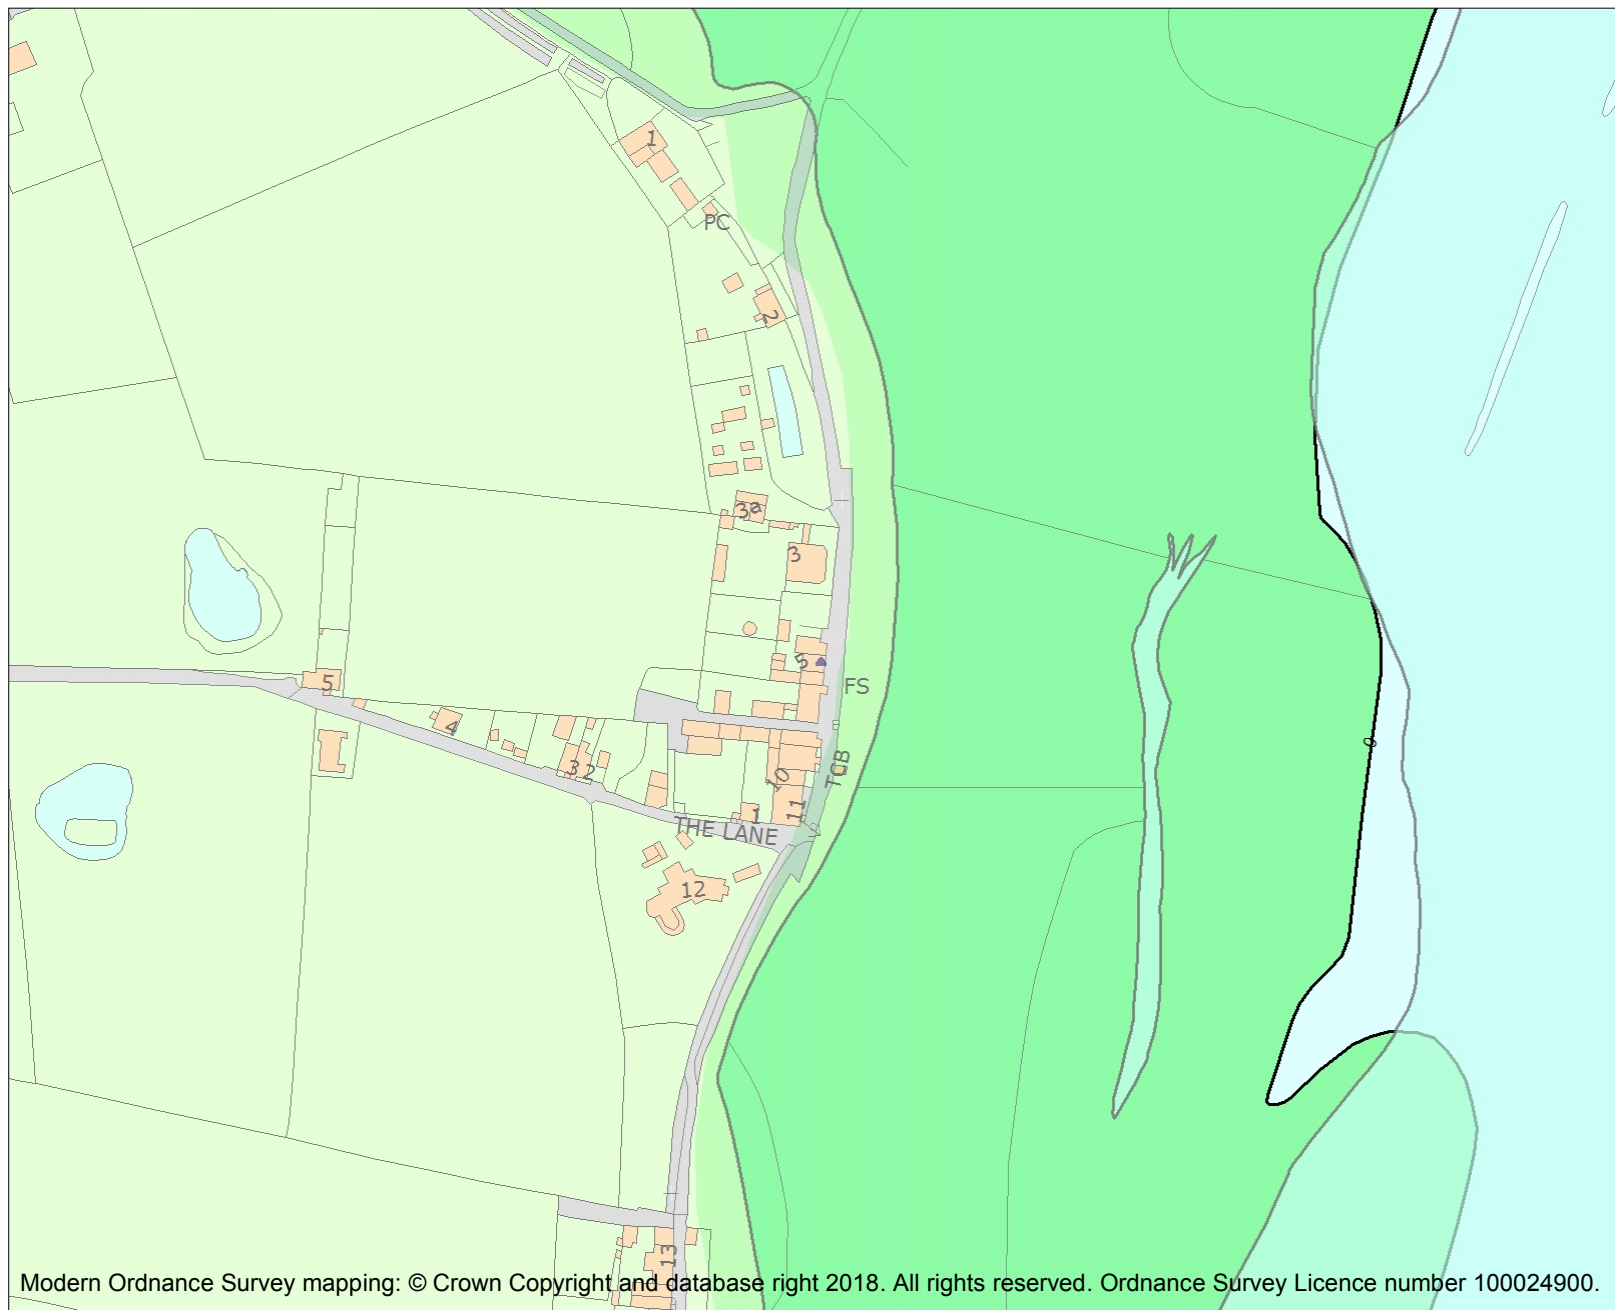 1
PC
2
3a
3
5
FS
5
4
3 2
10
TCB
11
1
THE LANE
0
12
13
Modern Ordnance Survey mapping: © Crown Copyright and database right 2018. All rights reserved. Ordnance Survey Licence number 100024900.